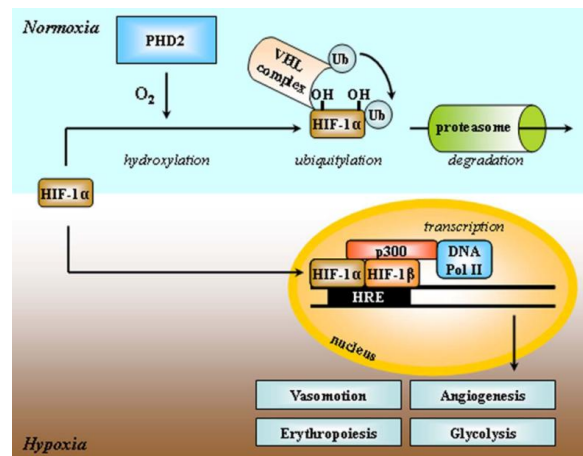 Normoxia
PHD2
O2
VHL
complex
Ub
OH OH
HIF-1α
Ub
proteasome
hydroxylation
ubiquitylation
degradation
HIF-1α
transcription
p300
DNA
Pol II
HIF-1α
HIF-1β
HRE
nucleus
Vasomotion
Angiogenesis
Erythropoiesis
Glycolysis
Hypoxia